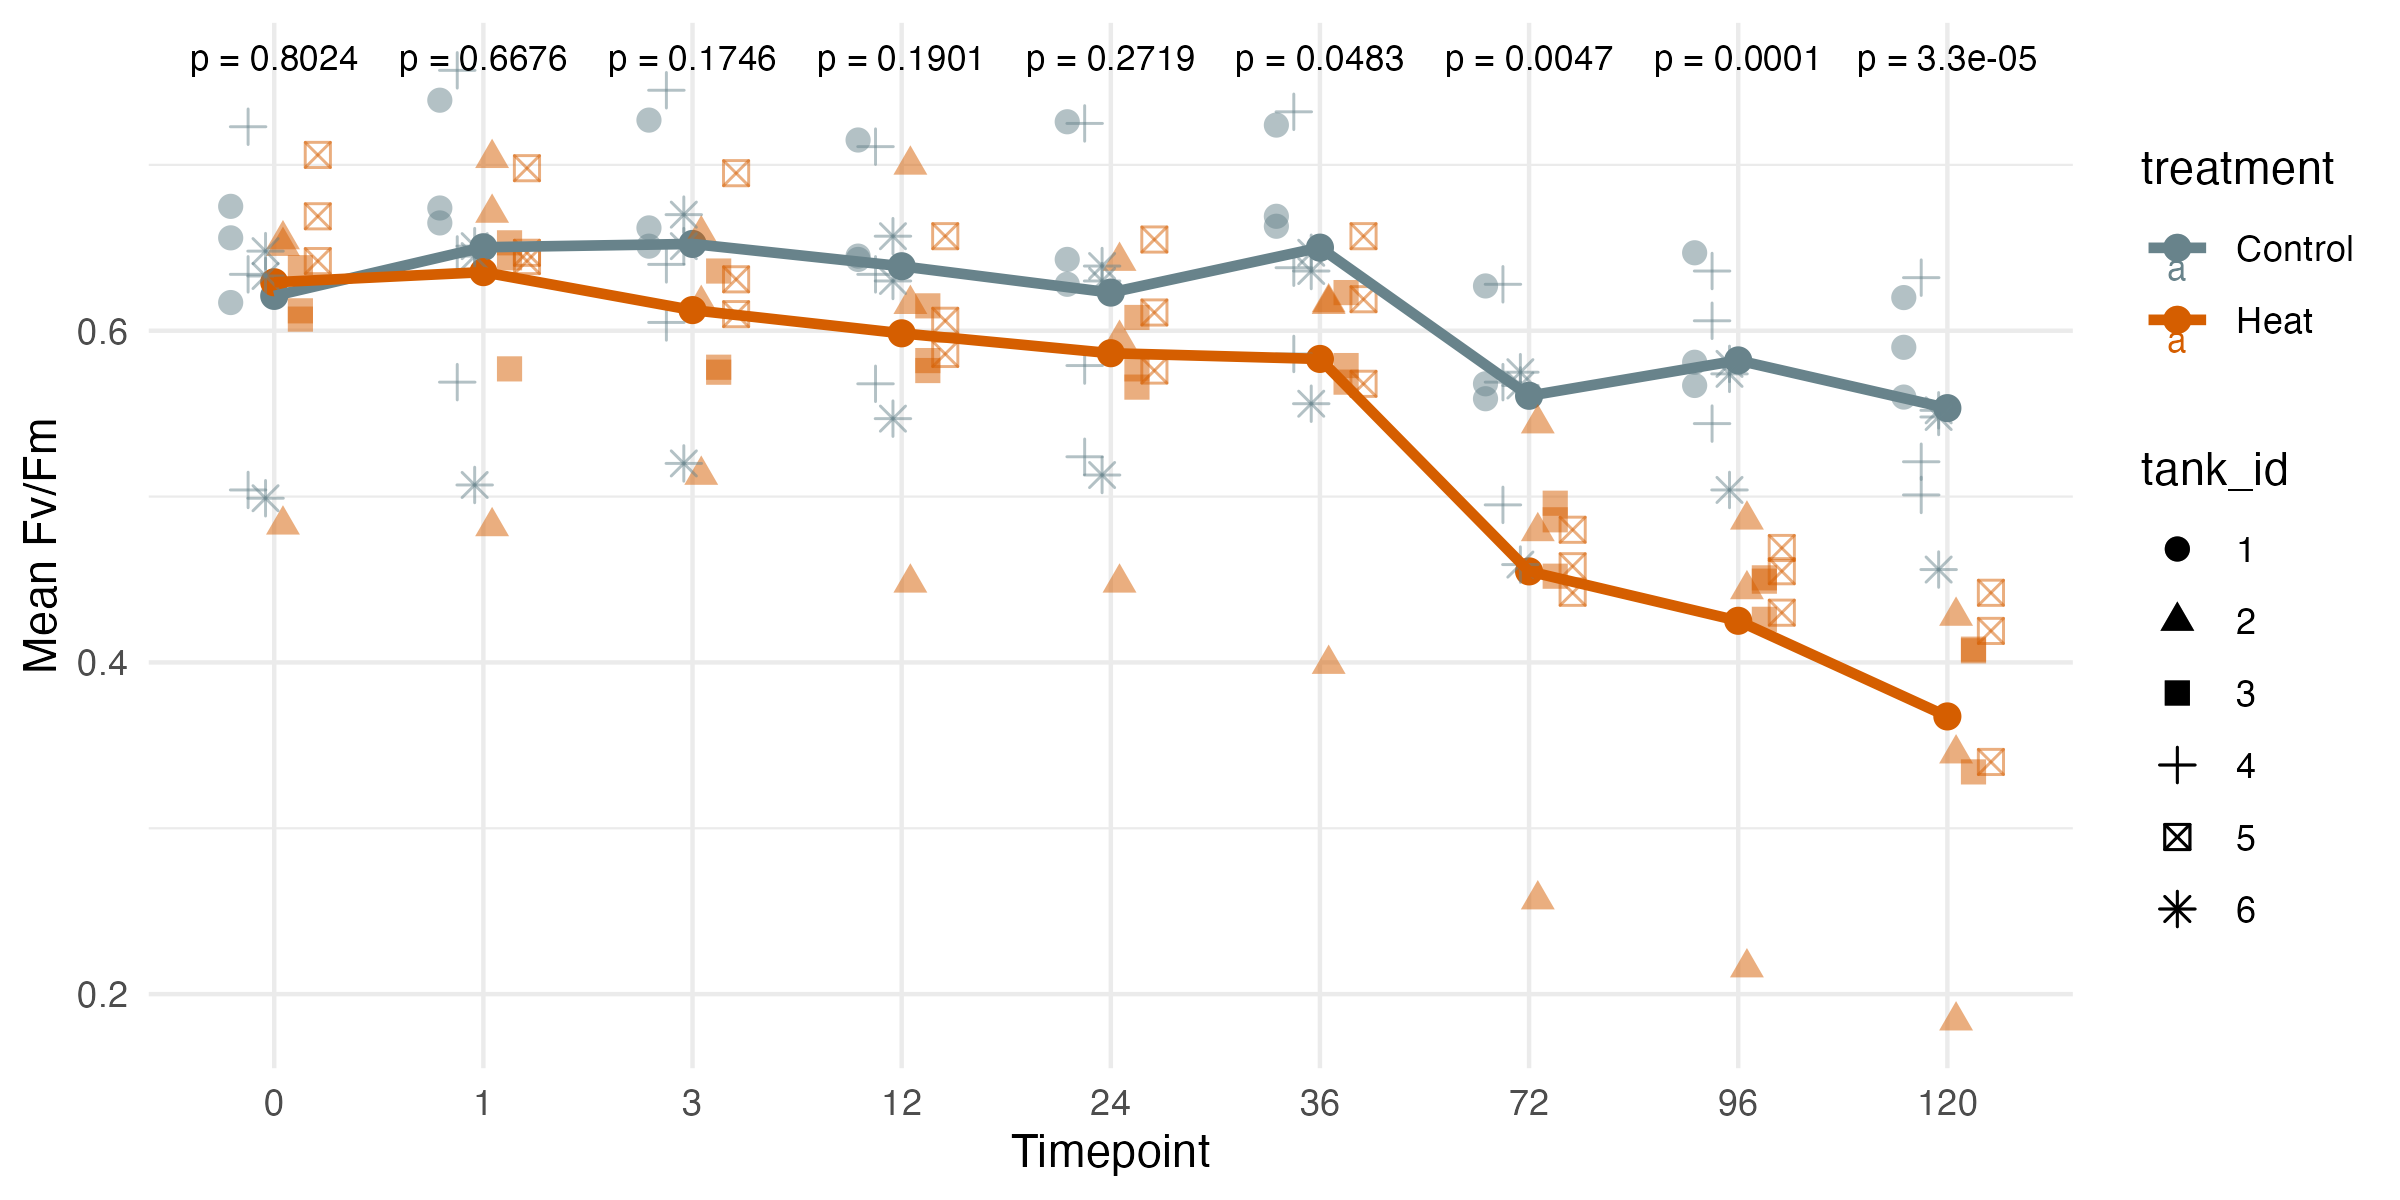 p = 0.8024 p = 0.6676 p = 0.1746 p = 0.1901 p = 0.2719 p = 0.0483 p = 0.0047 p = 0.0001 p = 3.3e-05
Mean Fv/Fm
0.6
0.4
0.2
0 1 3 12 24 36 72 96 120
Timepoint
treatment
a Control
a Heat
tank_id
1
2
3
4
5
6